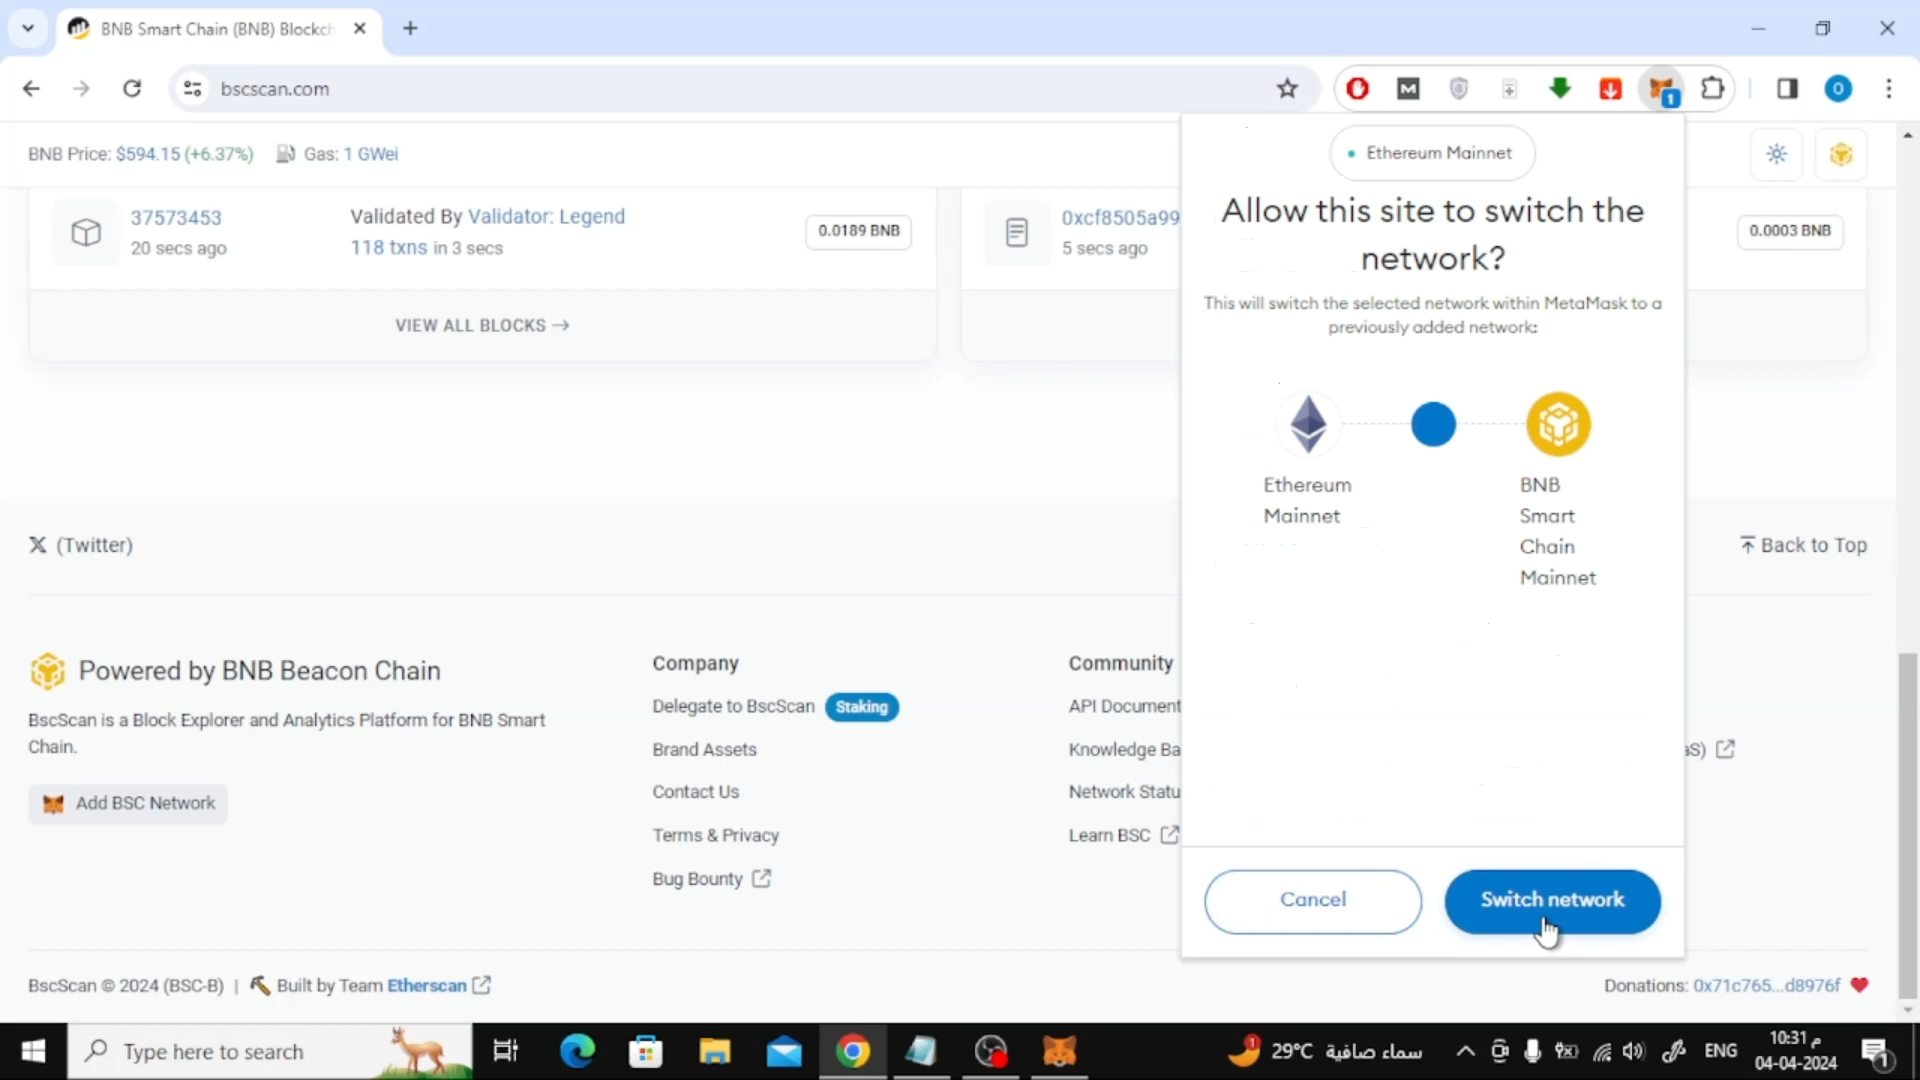 BNB Smart Chain (BNB) Blockch
bscscan.com
1
O
BNB Price: $594.15 (+6.37%) Gas: 1 GWei
37573453
20 secs ago
Validated By Validator: Legend
118 txns in 3 secs
0.0189 BNB
0xcf8505a99
5 secs ago
0.0003 BNB
VIEW ALL BLOCKS →
Ethereum Mainnet
Allow this site to switch the
network?
This will switch the selected network within MetaMask to a
previously added network:
Ethereum
Mainnet
BNB
Smart
Chain
Mainnet
Cancel
Switch network
X (Twitter)
Back to Top
Powered by BNB Beacon Chain
BscScan is a Block Explorer and Analytics Platform for BNB Smart
Chain.
Add BSC Network
Company
Delegate to BscScan Staking
Brand Assets
Contact Us
Terms & Privacy
Bug Bounty
Community
API Document
Knowledge Ba
Network Statu
Learn BSC
aS)
BscScan © 2024 (BSC-B) | Built by Team Etherscan
Donations: 0x71c765...d8976f
Type here to search
1
29°C سماء صافية
ENG
10:31 م
04-04-2024
1